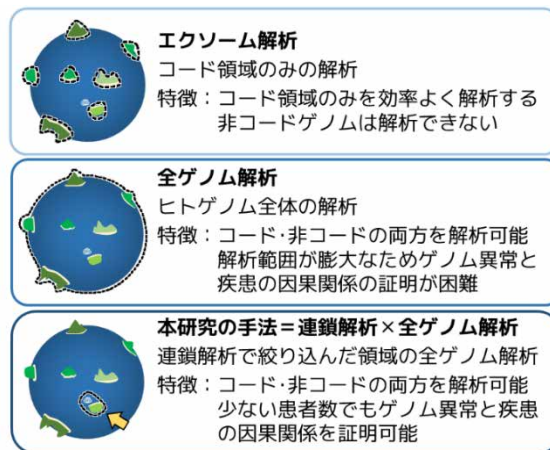 エクソーム解析
コード領域のみの解析
特徴：コード領域のみを効率よく解析する
非コードゲノムは解析できない
全ゲノム解析
ヒトゲノム全体の解析
特徴：コード・非コードの両方を解析可能
解析範囲が膨大なためゲノム異常と
疾患の因果関係の証明が困難
本研究の手法＝連鎖解析×全ゲノム解析
連鎖解析で絞り込んだ領域の全ゲノム解析
特徴：コード・非コードの両方を解析可能
少ない患者数でもゲノム異常と疾患
の因果関係を証明可能